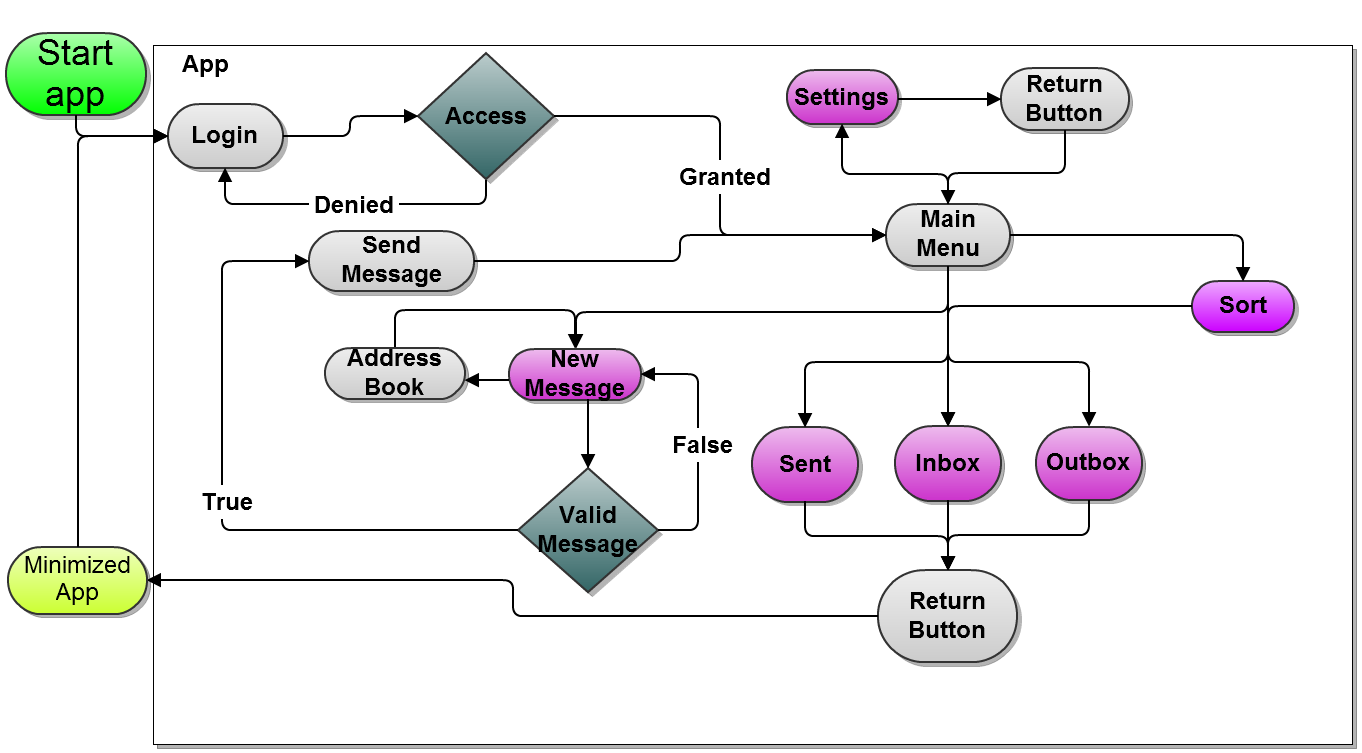 Start
app
App
Login
Access
Settings
Return
Button
Denied
Granted
Send
Message
Main
Menu
Sort
Address
Book
New
Message
False
Sent
Inbox
Outbox
True
Valid
Message
Minimized
App
Return
Button